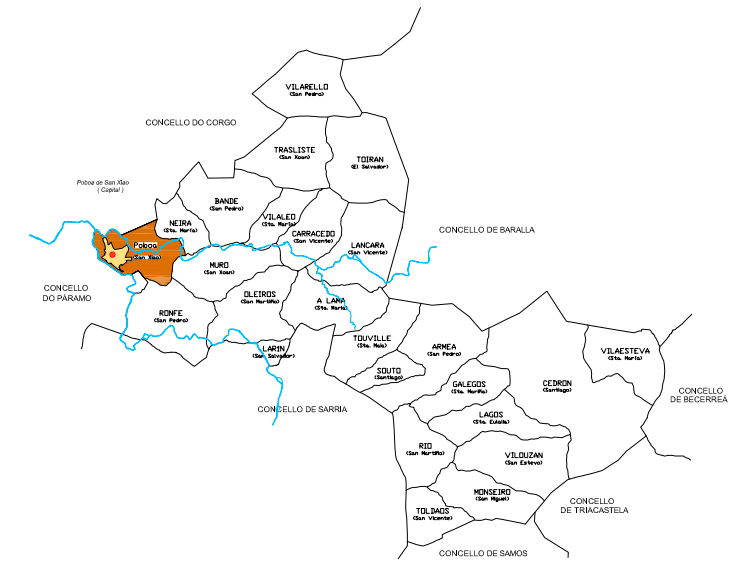 VILARELLO
(San Pedro)
CONCELLO DO CORGO
TRASLISTE
(San Xoan)
TOIRAN
(El Salvador)
Poboa de San Xiao
( Capital )
BANDE
(San Pedro)
NEIRA
(Sta. María)
VILALEO
(Sta. María)
CARRACEDO
(San Vicente)
CONCELLO DE BARALLA
LANCARA
(San Vicente)
Poboa
(San Xiao)
MURO
(San Xoan)
CONCELLO
DO PÁRAMO
OLEIROS
(San Martiño)
A LAMA
(Sta. María)
RONFE
(San Pedro)
TOUVILLE
(Sta. Maia)
ARMEA
(San Pedro)
LARIN
(San Salvador)
VILAESTEVA
(Sta. María)
SOUTO
(Santiago)
GALEGOS
(Sta. Mariña)
CEDRON
(Santiago)
CONCELLO
DE BECERREÁ
CONCELLO DE SARRIA
LAGOS
(Sta. Eulalia)
RIO
(San Martiño)
VILOUZAN
(San Estevo)
MONSEIRO
(San Miguel)
CONCELLO
DE TRIACASTELA
TOLDAOS
(San Vicente)
CONCELLO DE SAMOS